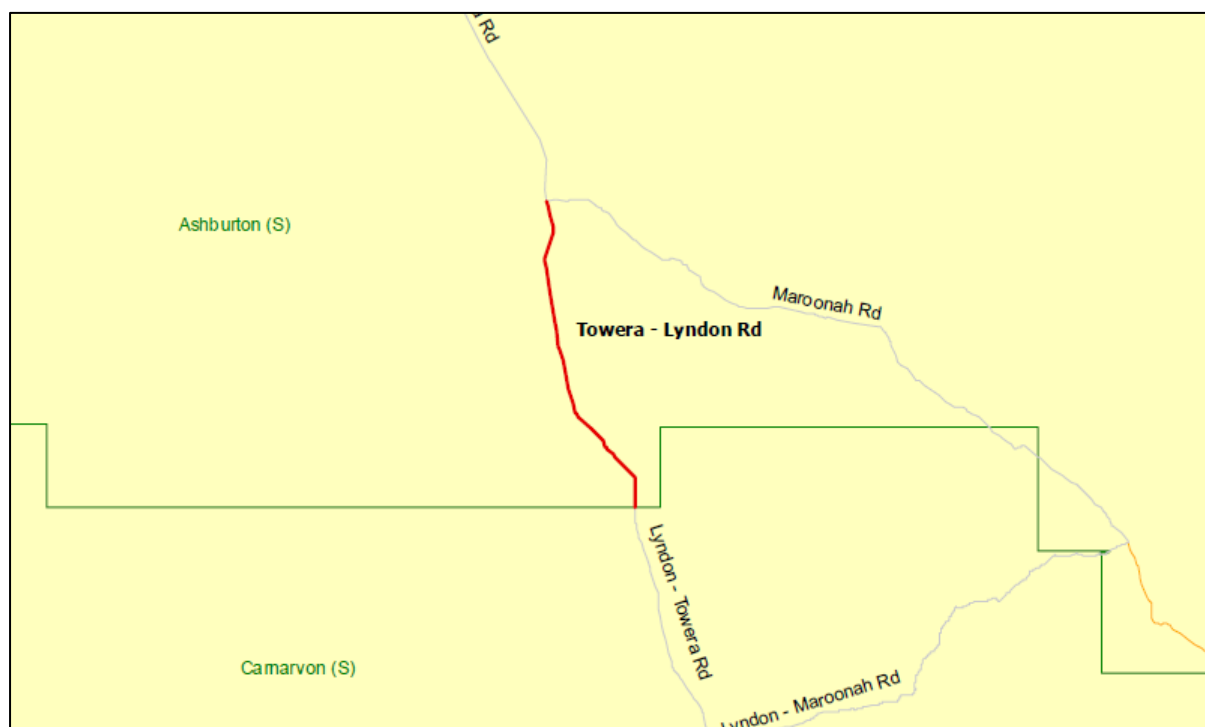 Rd
Ashburton (S)
Maroonah Rd
Towera - Lyndon Rd
Lyndon - Towera Rd
Carnarvon (S)
Lyndon - Maroonah Rd